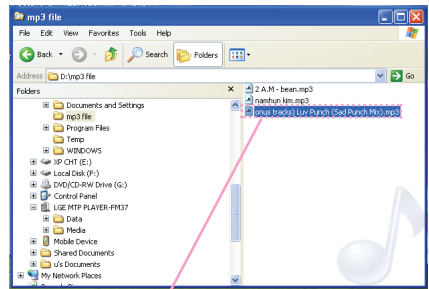 mp3 file
File Edit View Favorites Tools Help
Back Search Folders
Address D:\mp3 file Go
Folders
Documents and Settings
mp3 file
Program Files
Temp
WINDOWS
XP CHT (E:)
Local Disk (F:)
DVD/CD-RW Drive (G:)
Control Panel
LGE MTP PLAYER-FM37
Data
Media
Mobile Device
Shared Documents
u's Documents
My Network Places
2 A.M - bean.mp3
namhun kim.mp3
onus tracks) Luv Punch (Sad Punch Mix).mp3